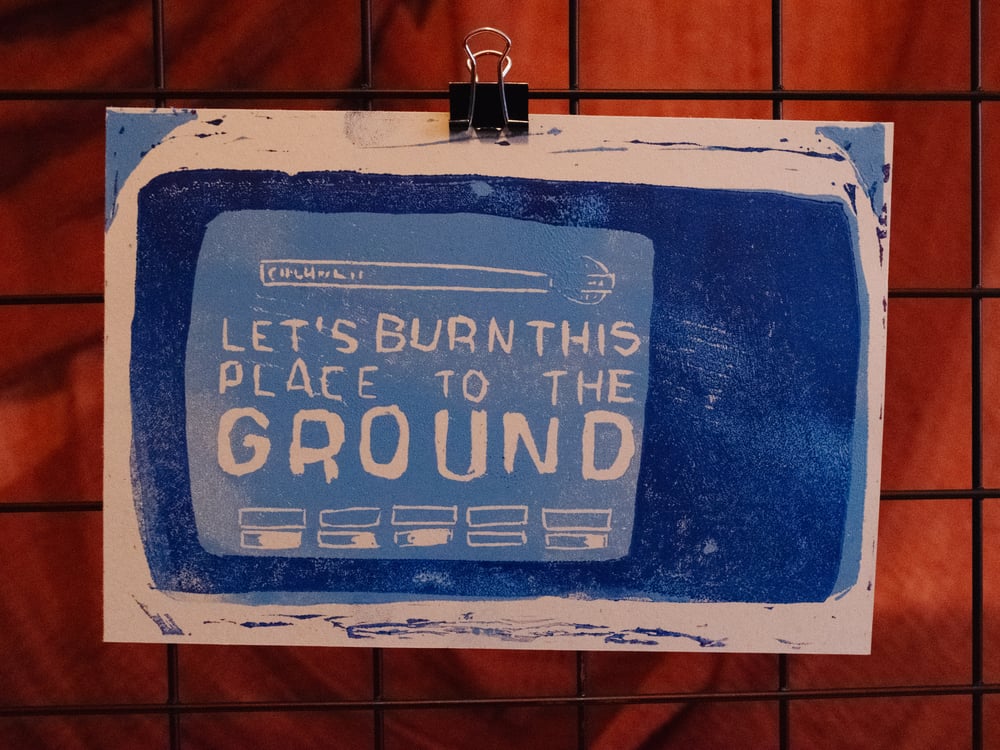 LET'S BURN THIS
PLACE TO THE
GROUND